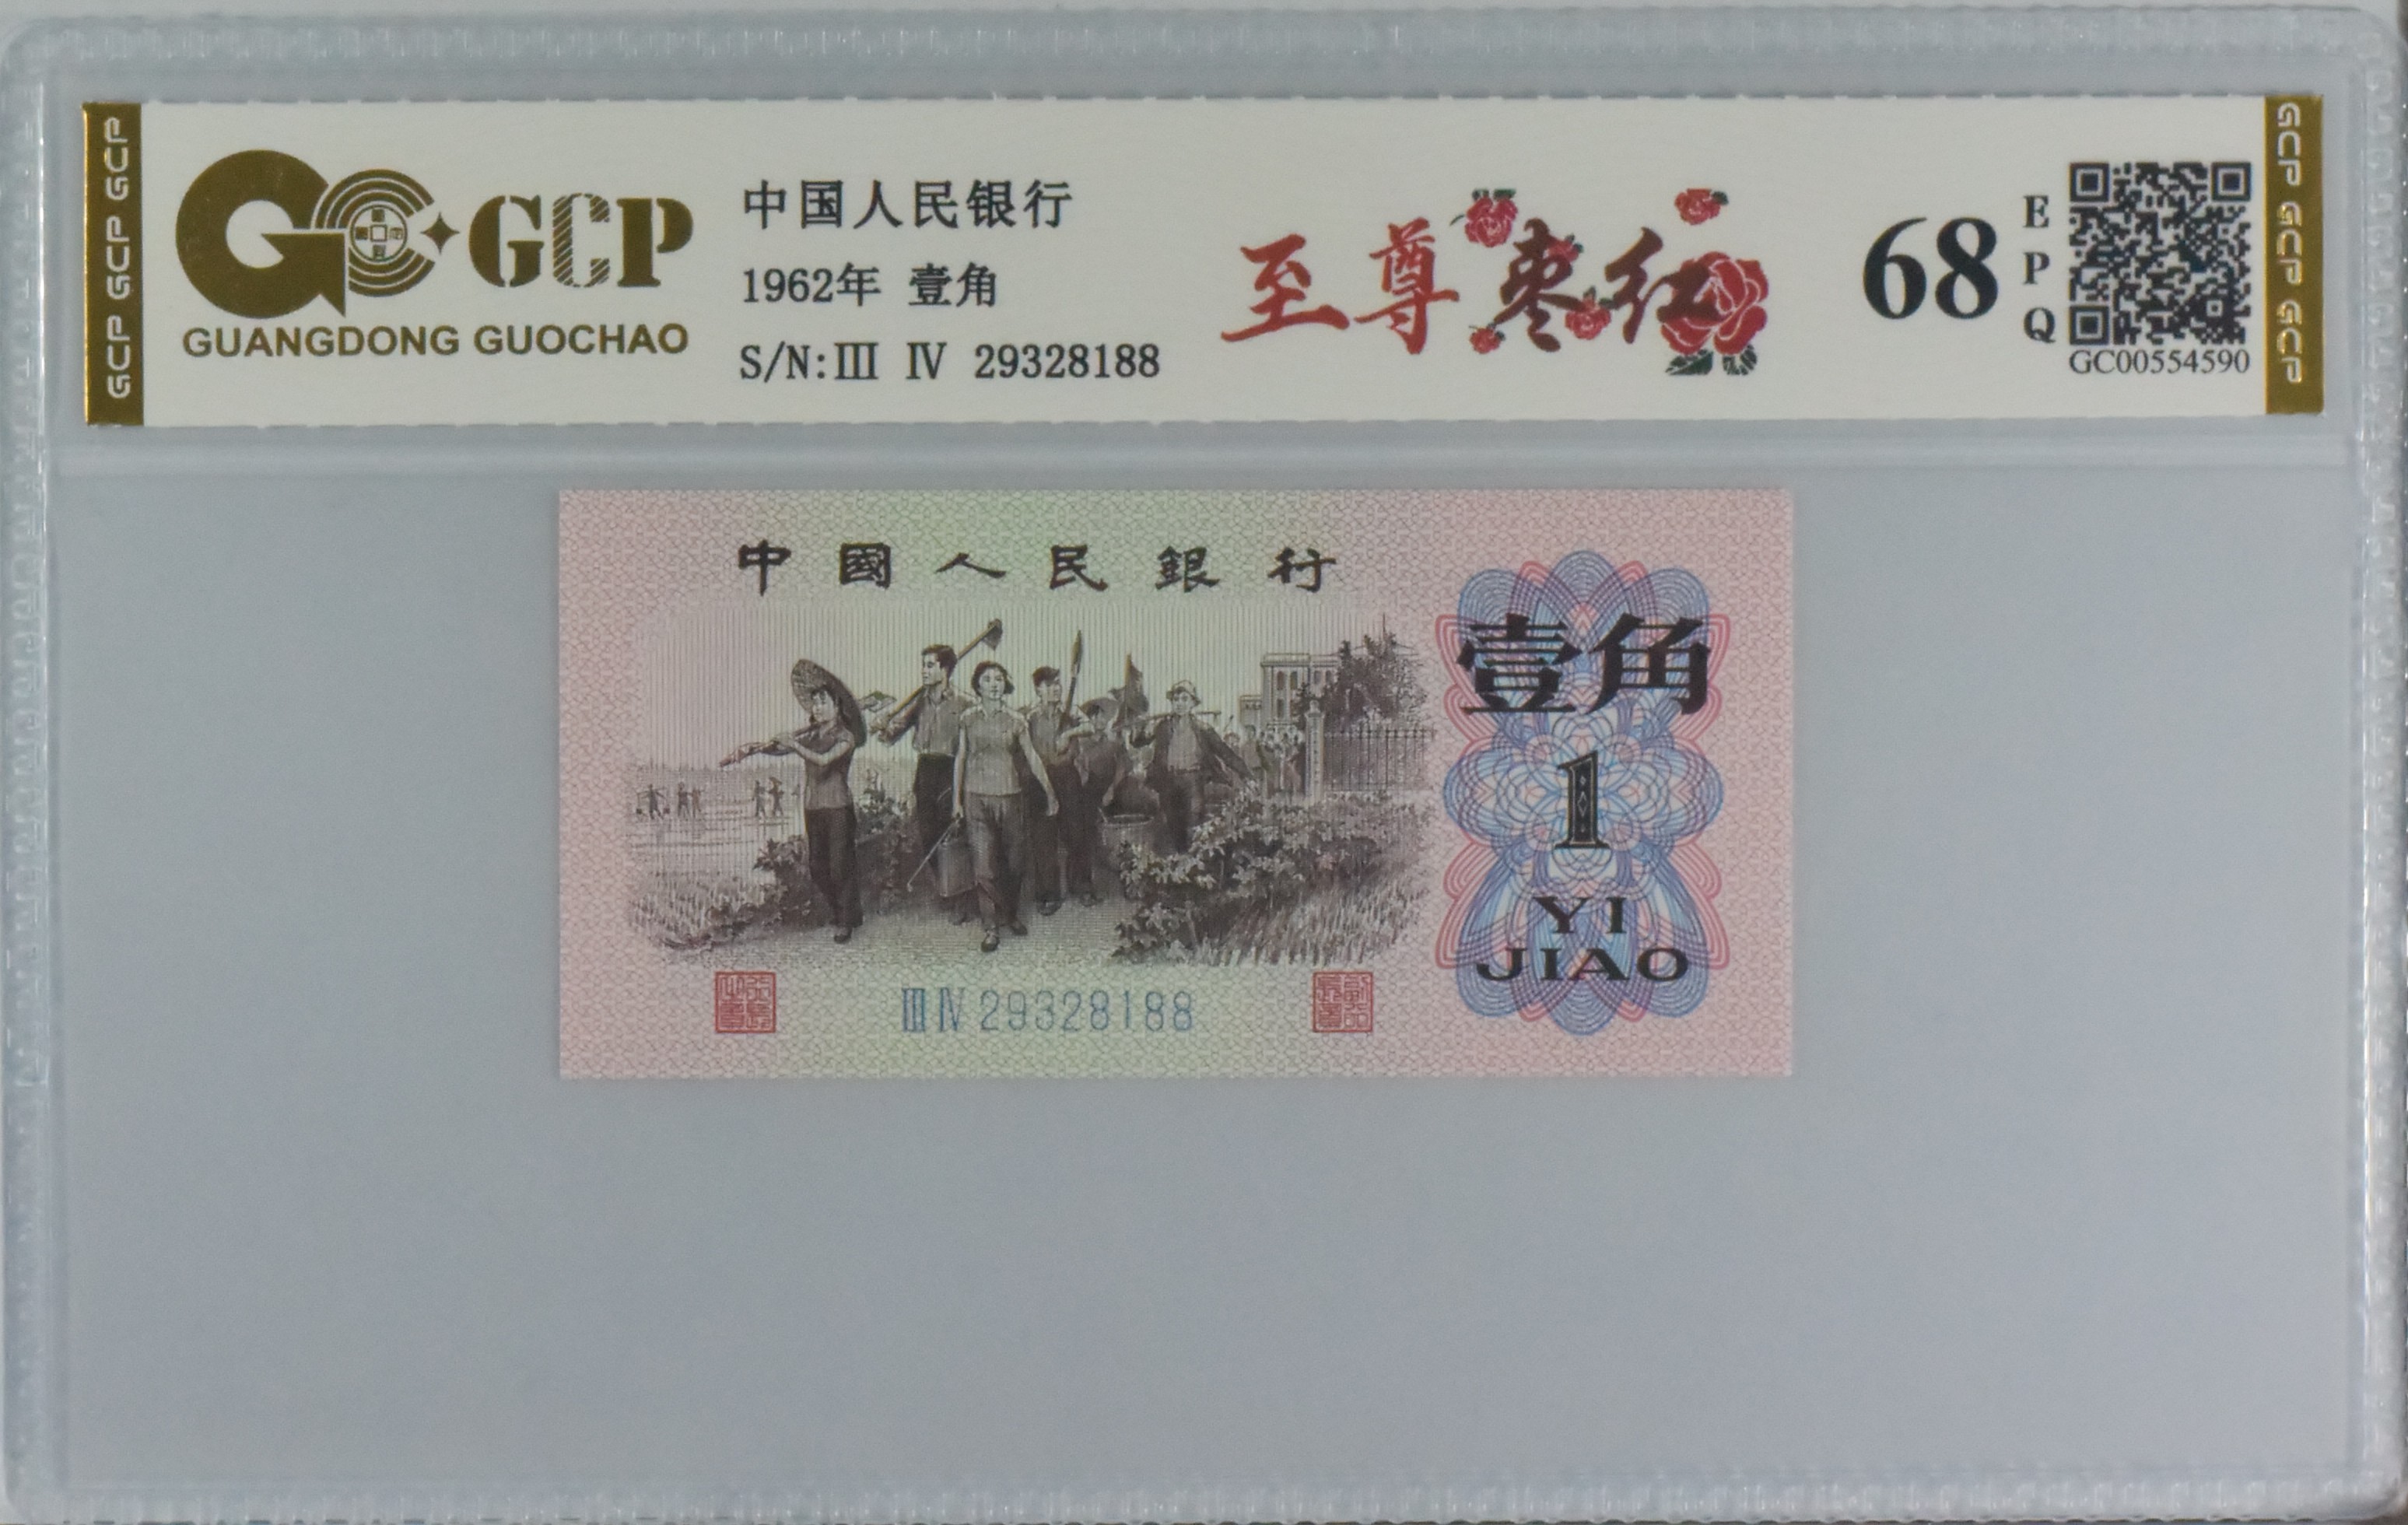 GCP GCP GCP
GCP
GUANGDONG GUOCHAO
中国人民银行
1962年 壹角
S/N:Ⅲ Ⅳ 29328188
至尊枣红
68
EPQ
GC00554590
GCP GCP GCP
中國人民銀行
壹角
1
YI
JIAO
Ⅲ Ⅳ 29328188